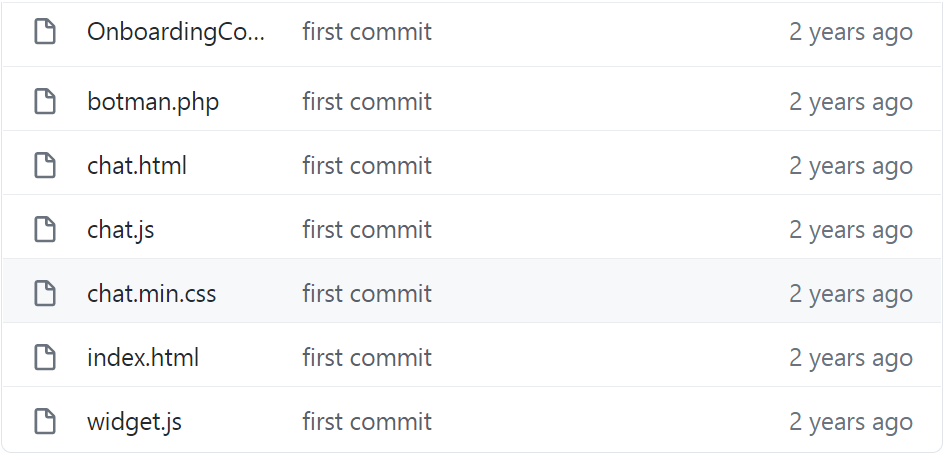 OnboardingCo... first commit 2 years ago
botman.php first commit 2 years ago
chat.html first commit 2 years ago
chat.js first commit 2 years ago
chat.min.css first commit 2 years ago
index.html first commit 2 years ago
widget.js first commit 2 years ago